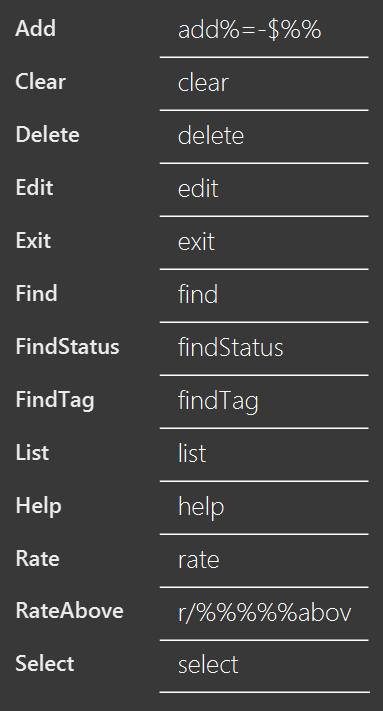 Add add%=-$%%
Clear clear
Delete delete
Edit edit
Exit exit
Find find
FindStatus findStatus
FindTag findTag
List list
Help help
Rate rate
RateAbove r/%%%%%abov
Select select